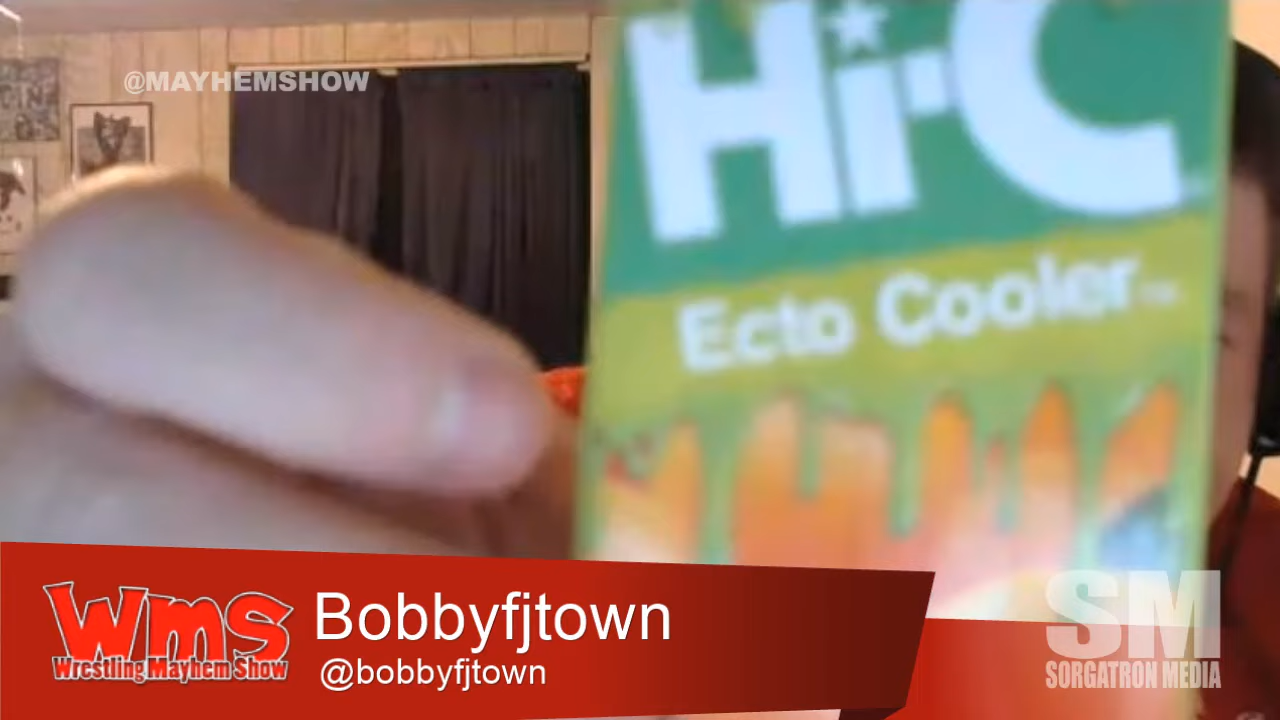 @MAYHEMSHOW
Hi-C
Ecto Cooler
Wms
Wrestling Mayhem Show
Bobbyfjtown
@bobbyfjtown
SM
SORGATRON MEDIA